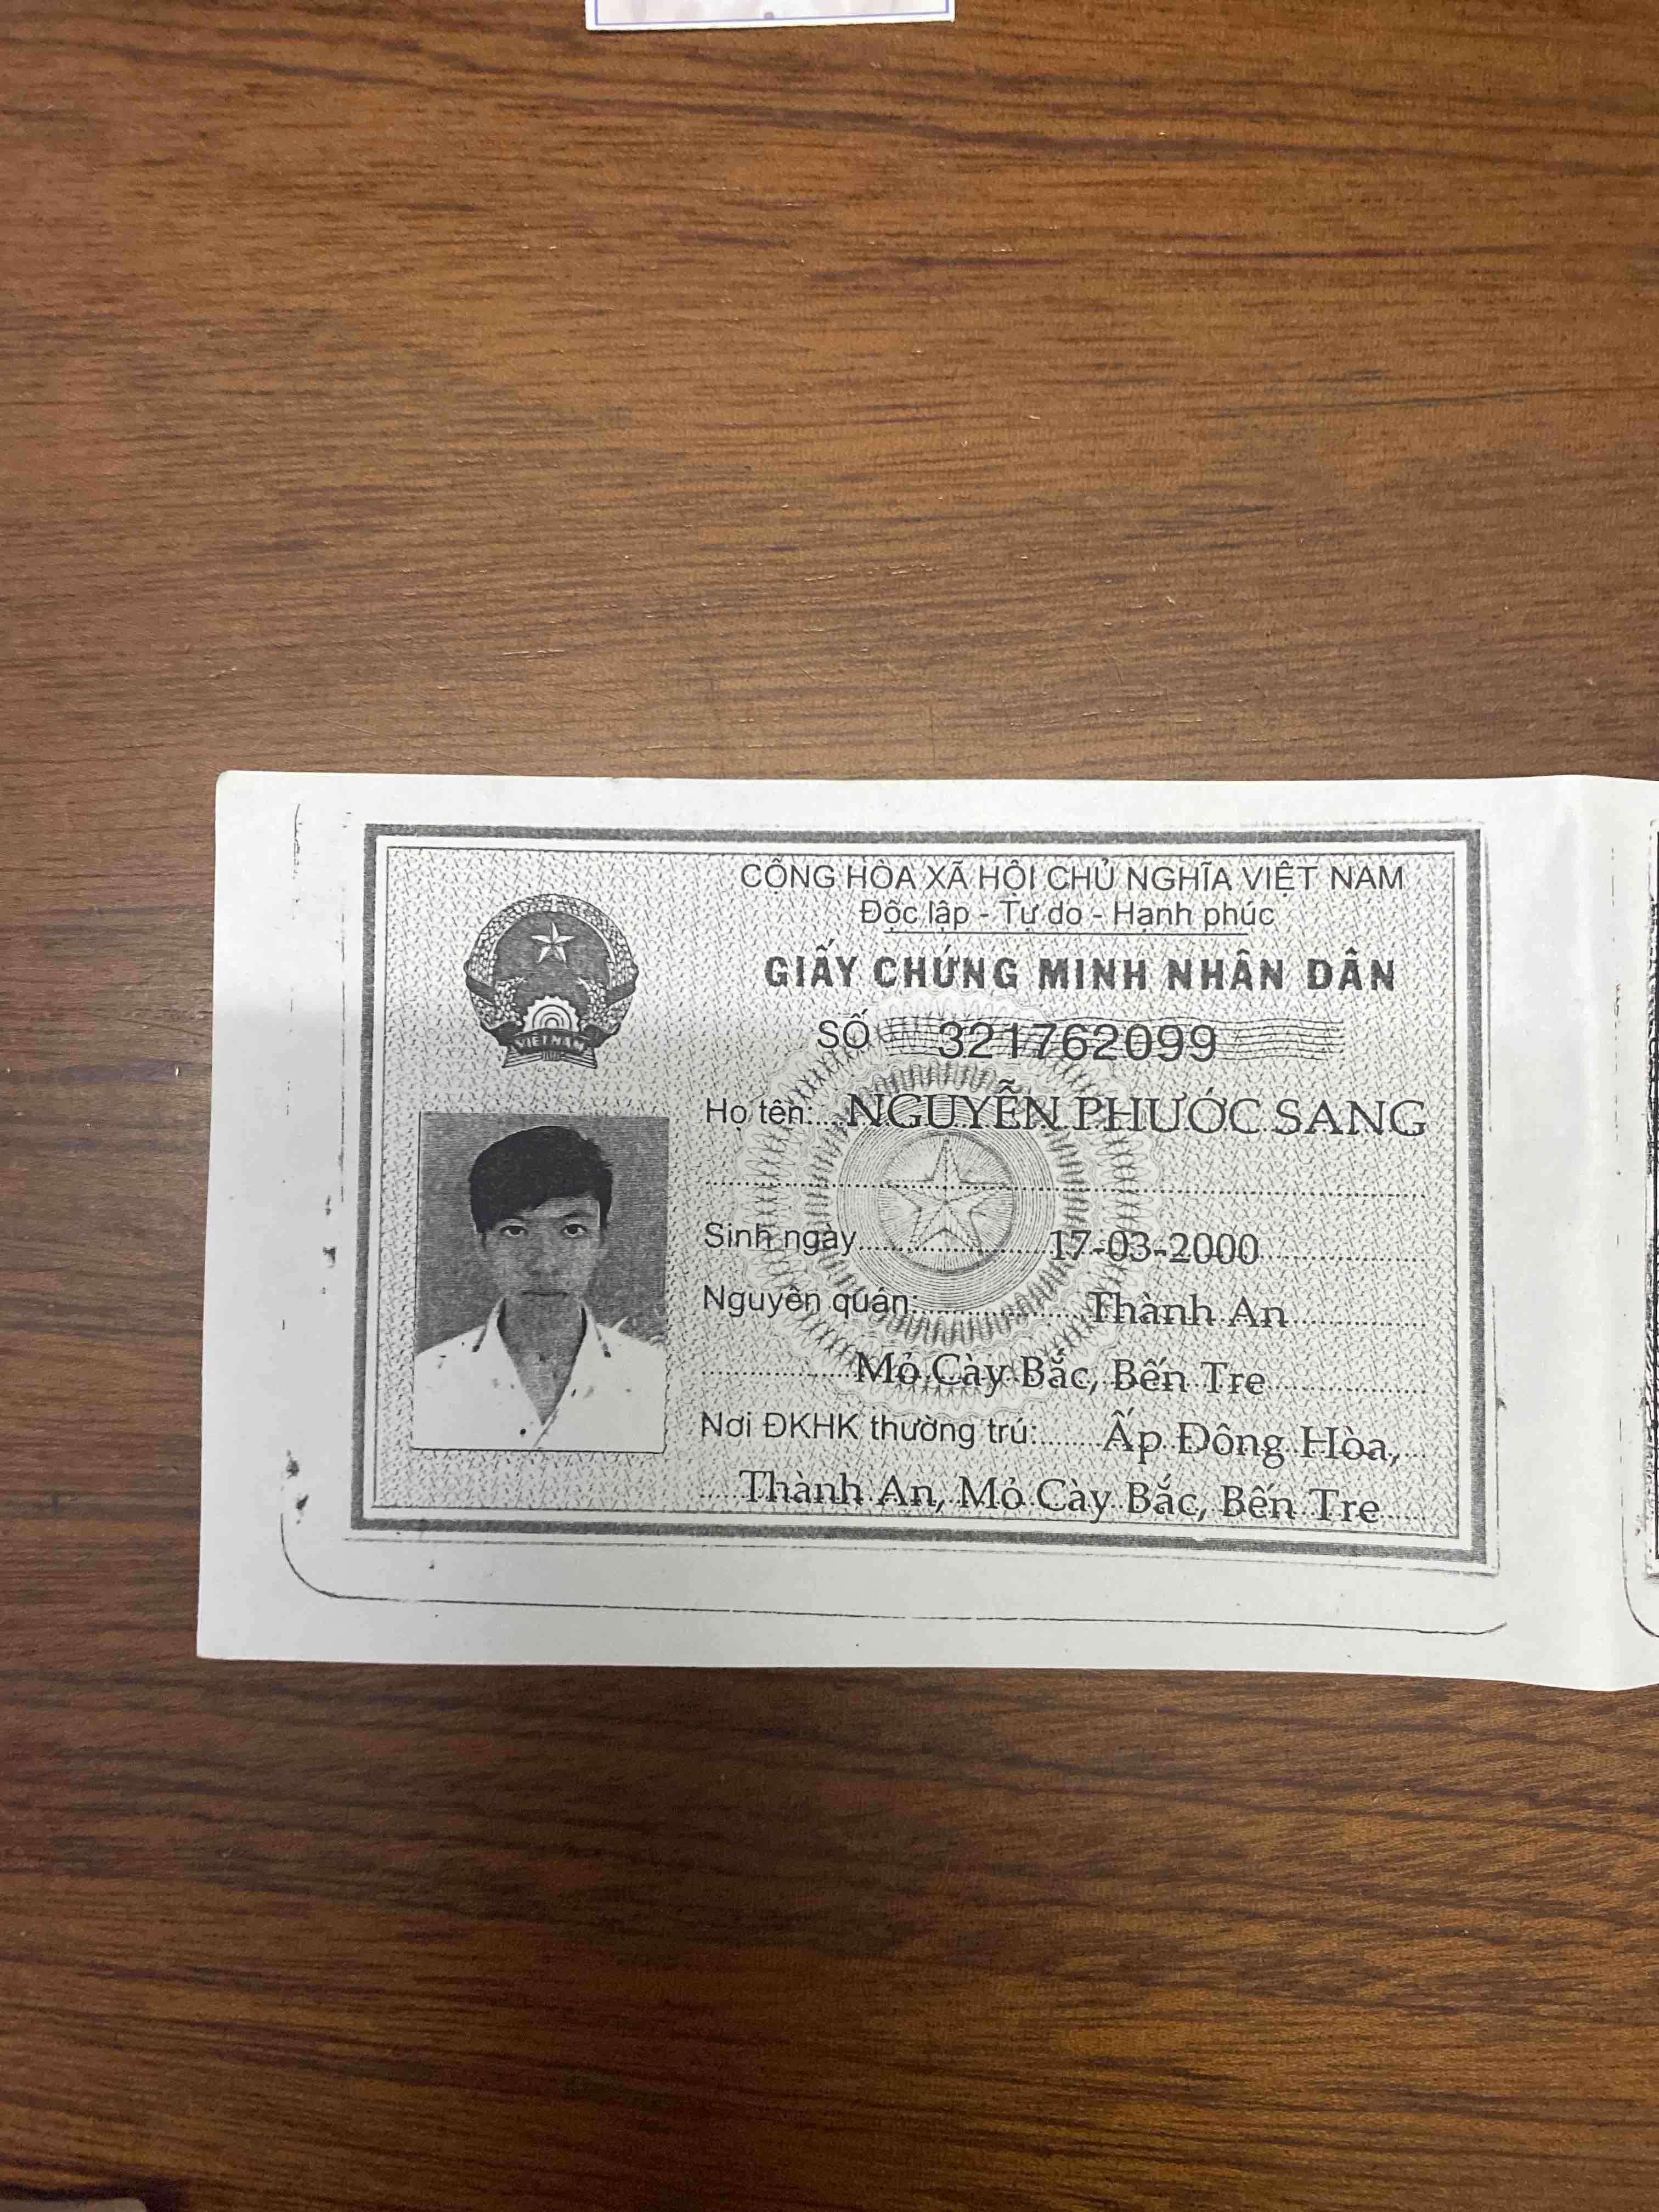 CỘNG HÒA XÃ HỘI CHỦ NGHĨA VIỆT NAM
Độc lập - Tự do - Hạnh phúc
GIẤY CHỨNG MINH NHÂN DÂN
SỐ 321762099
VIET NAM
Họ tên: NGUYỄN PHƯỚC SANG
Sinh ngày 17-03-2000
Nguyên quán: Thành An
Mỏ Cày Bắc, Bến Tre
Nơi ĐKHK thường trú: Ấp Đông Hòa,
Thành An, Mỏ Cày Bắc, Bến Tre